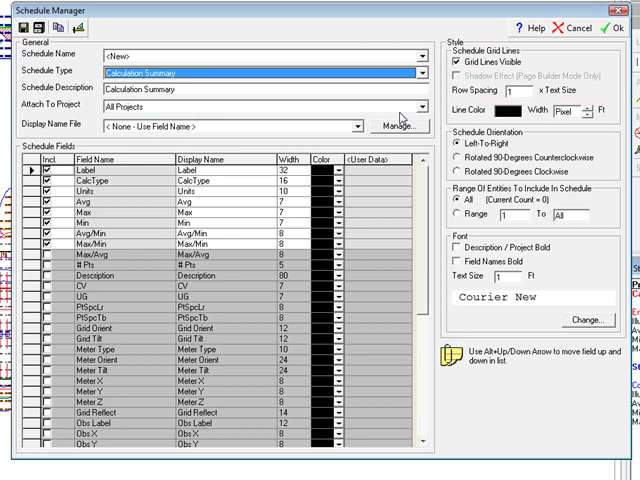 Schedule Manager
Help Cancel Ok
General
Schedule Name <New>
Schedule Type Calculation Summary
Schedule Description Calculation Summary
Attach To Project All Projects
Display Name File < None - Use Field Name > Manage...
Schedule Fields
Incl. Field Name Display Name Width Color <User Data>
Label Label 32
CalcType CalcType 16
Units Units 10
Avg Avg 7
Max Max 7
Min Min 7
Avg/Min Avg/Min 8
Max/Min Max/Min 8
Max/Avg Max/Avg 8
# Pts # Pts 5
Description Description 80
CV CV 7
UG UG 7
PtSpcLr PtSpcLr 8
PtSpcTb PtSpcTb 8
Grid Orient Grid Orient 12
Grid Tilt Grid Tilt 12
Meter Type Meter Type 10
Meter Orient Meter Orient 24
Meter Tilt Meter Tilt 24
Meter X Meter X 8
Meter Y Meter Y 8
Meter Z Meter Z 8
Grid Reflect Grid Reflect 14
Obs Label Obs Label 12
Obs X Obs X 8
Obs Y Obs Y 8
Style
Schedule Grid Lines
Grid Lines Visible
Shadow Effect (Page Builder Mode Only)
Row Spacing 1 x Text Size
Line Color Width Pixel Ft
Schedule Orientation
Left-To-Right
Rotated 90-Degrees Counterclockwise
Rotated 90-Degrees Clockwise
Range Of Entities To Include In Schedule
All (Current Count = 0)
Range 1 To All
Font
Description / Project Bold
Field Names Bold
Text Size 1 Ft
Courier New
Change...
Use Alt+Up/Down Arrow to move field up and
down in list.